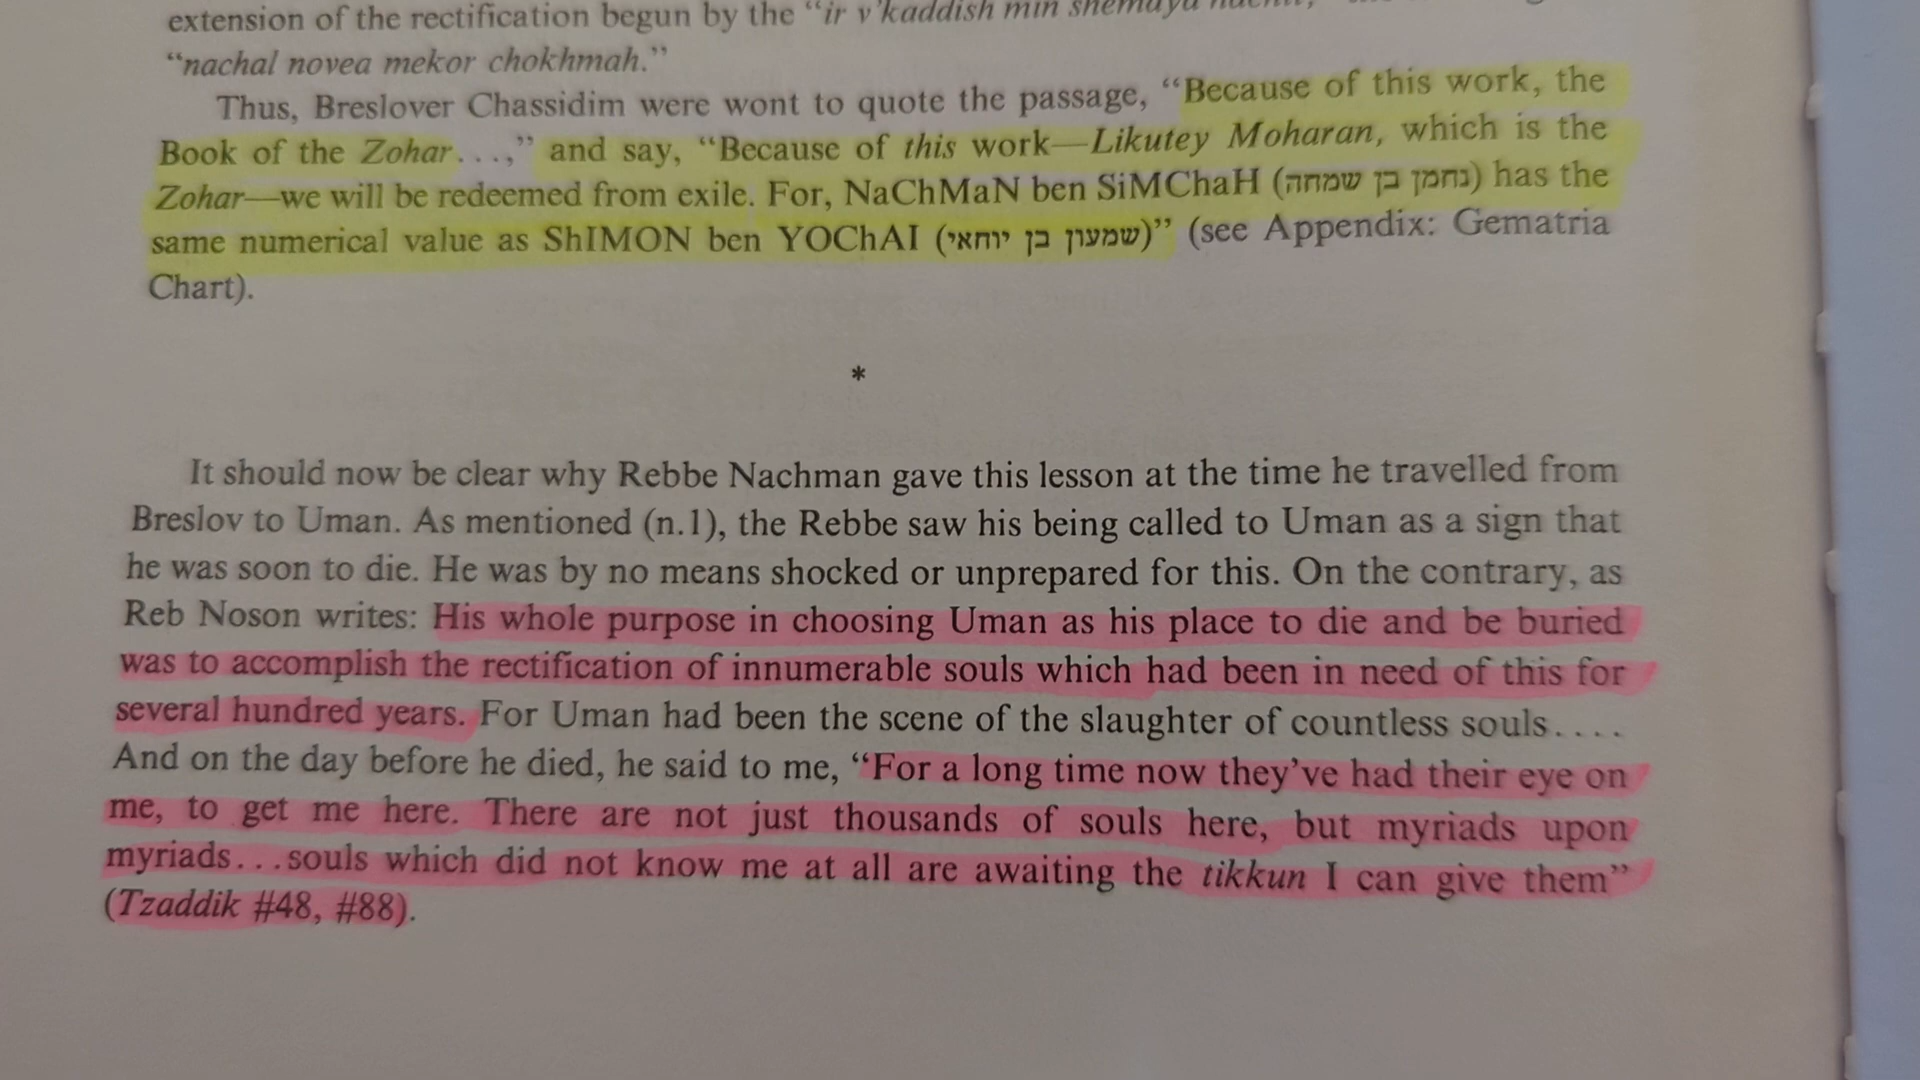 extension of the rectification begun by the “ir v’kaddish min shemaya
“nachal novea mekor chokhmah.”
Thus, Breslover Chassidim were wont to quote the passage, “Because of this work, the
Book of the Zohar...,” and say, “Because of this work—Likutey Moharan, which is the
Zohar—we will be redeemed from exile. For, NaChMaN ben SiMChaH (נחמן בן שמחה) has the
same numerical value as ShIMON ben YOChAI (שמעון בן יוחאי)” (see Appendix: Gematria
Chart).
*
It should now be clear why Rebbe Nachman gave this lesson at the time he travelled from
Breslov to Uman. As mentioned (n.1), the Rebbe saw his being called to Uman as a sign that
he was soon to die. He was by no means shocked or unprepared for this. On the contrary, as
Reb Noson writes: His whole purpose in choosing Uman as his place to die and be buried
was to accomplish the rectification of innumerable souls which had been in need of this for
several hundred years. For Uman had been the scene of the slaughter of countless souls....
And on the day before he died, he said to me, “For a long time now they’ve had their eye on
me, to get me here. There are not just thousands of souls here, but myriads upon
myriads...souls which did not know me at all are awaiting the tikkun I can give them”
(Tzaddik #48, #88).